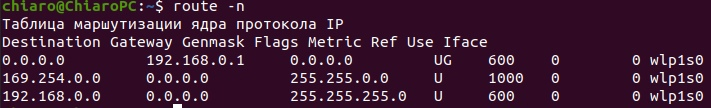 chiaro@ChiaroPC:~$ route -n
Таблица маршутизации ядра протокола IP
Destination Gateway Genmask Flags Metric Ref Use Iface
0.0.0.0 192.168.0.1 0.0.0.0 UG 600 0 0 wlp1s0
169.254.0.0 0.0.0.0 255.255.0.0 U 1000 0 0 wlp1s0
192.168.0.0 0.0.0.0 255.255.255.0 U 600 0 0 wlp1s0